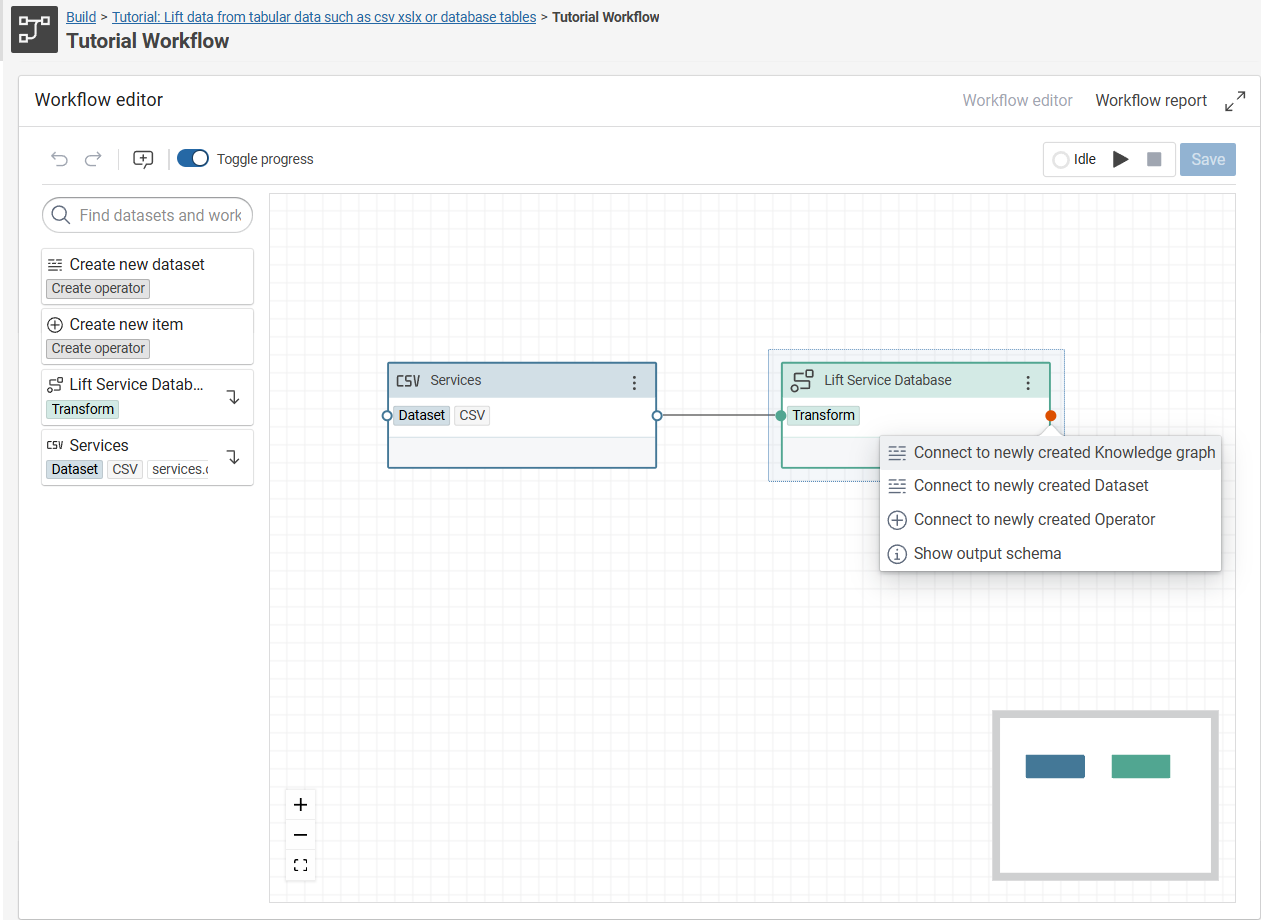 Build > Tutorial: Lift data from tabular data such as csv xslx or database tables > Tutorial Workflow
Tutorial Workflow
Workflow editor
Workflow editor Workflow report
Toggle progress
Idle
Save
Find datasets and work
Create new dataset
Create operator
Create new item
Create operator
Lift Service Datab...
Transform
CSV Services
Dataset CSV services.c
CSV Services
Dataset CSV
Lift Service Database
Transform
Connect to newly created Knowledge graph
Connect to newly created Dataset
Connect to newly created Operator
Show output schema